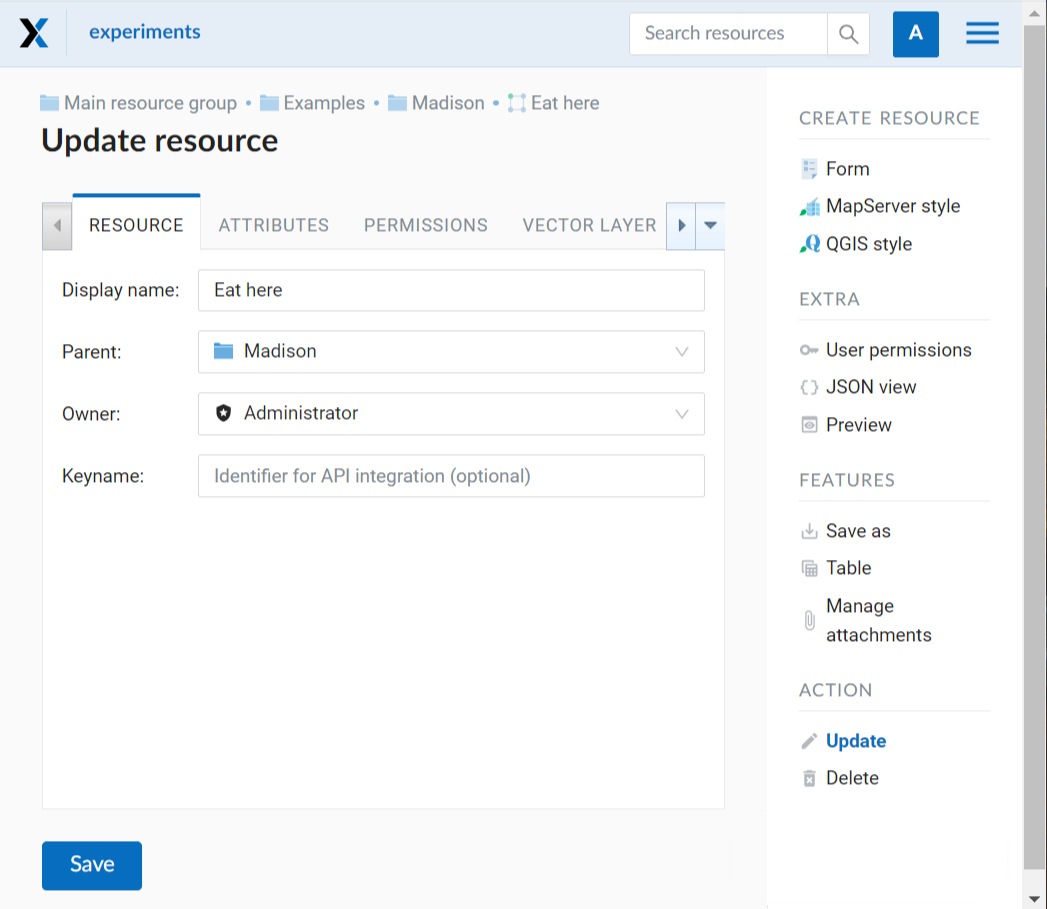 experiments
Search resources
A
Main resource group • Examples • Madison • Eat here
Update resource
RESOURCE ATTRIBUTES PERMISSIONS VECTOR LAYER
Display name: Eat here
Parent: Madison
Owner: Administrator
Keyname: Identifier for API integration (optional)
Save
CREATE RESOURCE
Form
MapServer style
QGIS style
EXTRA
User permissions
JSON view
Preview
FEATURES
Save as
Table
Manage
attachments
ACTION
Update
Delete